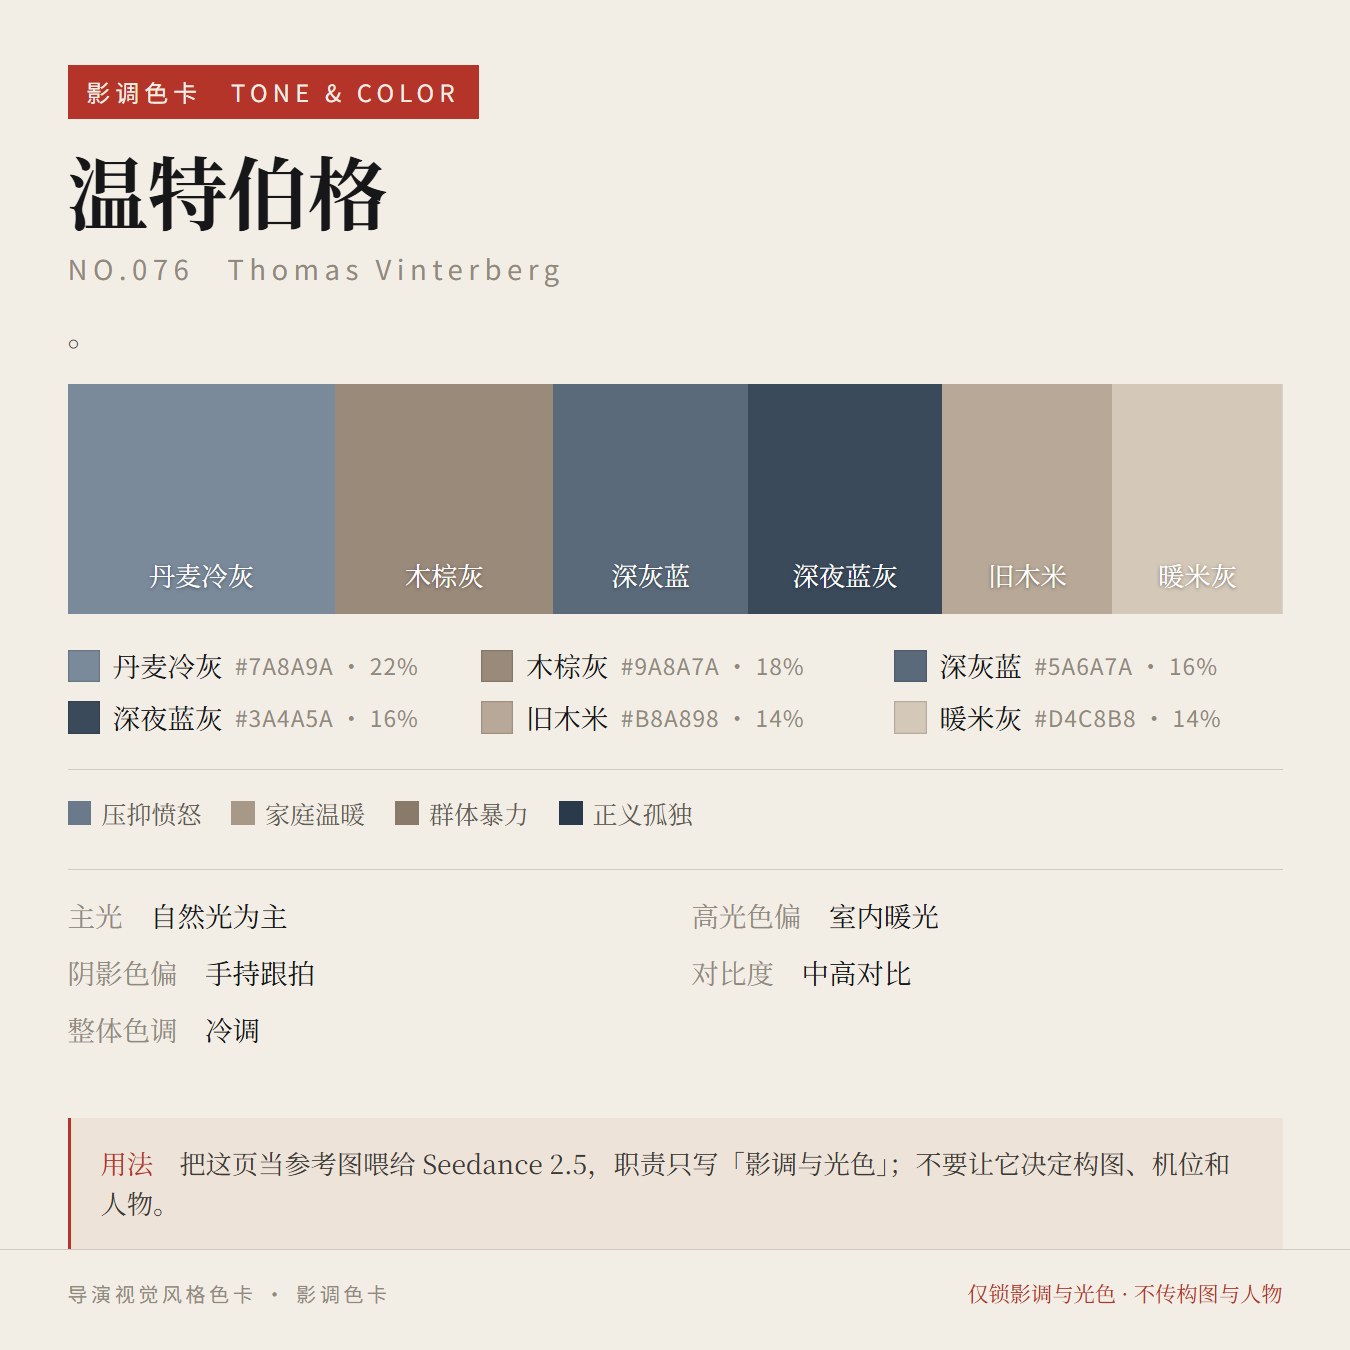 影调色卡 TONE & COLOR
温特伯格
NO.076 Thomas Vinterberg
。
丹麦冷灰 木棕灰 深灰蓝 深夜蓝灰 旧木米 暖米灰
丹麦冷灰 #7A8A9A · 22% 木棕灰 #9A8A7A · 18% 深灰蓝 #5A6A7A · 16%
深夜蓝灰 #3A4A5A · 16% 旧木米 #B8A898 · 14% 暖米灰 #D4C8B8 · 14%
压抑愤怒 家庭温暖 群体暴力 正义孤独
主光 自然光为主 高光色偏 室内暖光
阴影色偏 手持跟拍 对比度 中高对比
整体色调 冷调
用法 把这页当参考图喂给 Seedance 2.5，职责只写「影调与光色」；不要让它决定构图、机位和
人物。
导演视觉风格色卡 · 影调色卡 仅锁影调与光色 · 不传构图与人物